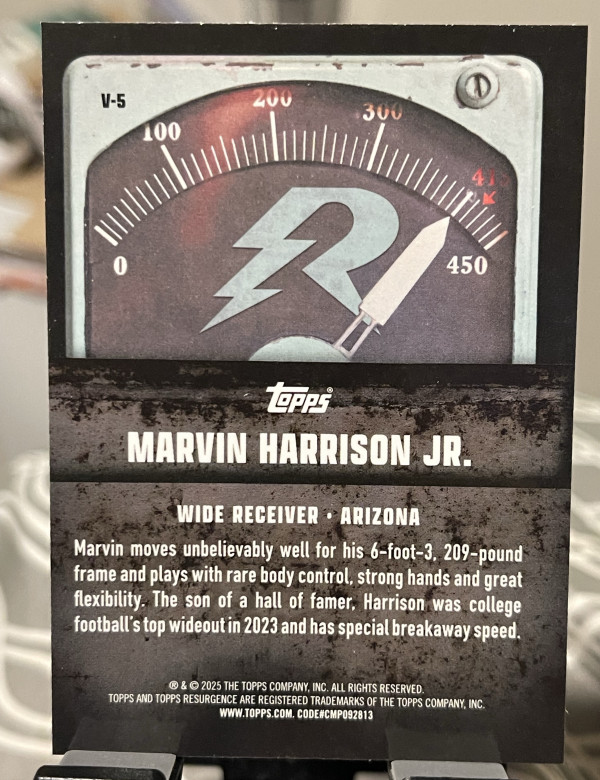 V-5
0
100
200
300
450
R
topps®
MARVIN HARRISON JR.
WIDE RECEIVER · ARIZONA
Marvin moves unbelievably well for his 6-foot-3, 209-pound
frame and plays with rare body control, strong hands and great
flexibility. The son of a hall of famer, Harrison was college
football's top wideout in 2023 and has special breakaway speed.
® & © 2025 THE TOPPS COMPANY, INC. ALL RIGHTS RESERVED.
TOPPS AND TOPPS RESURGENCE ARE REGISTERED TRADEMARKS OF THE TOPPS COMPANY, INC.
WWW.TOPPS.COM. CODE#CMP092813